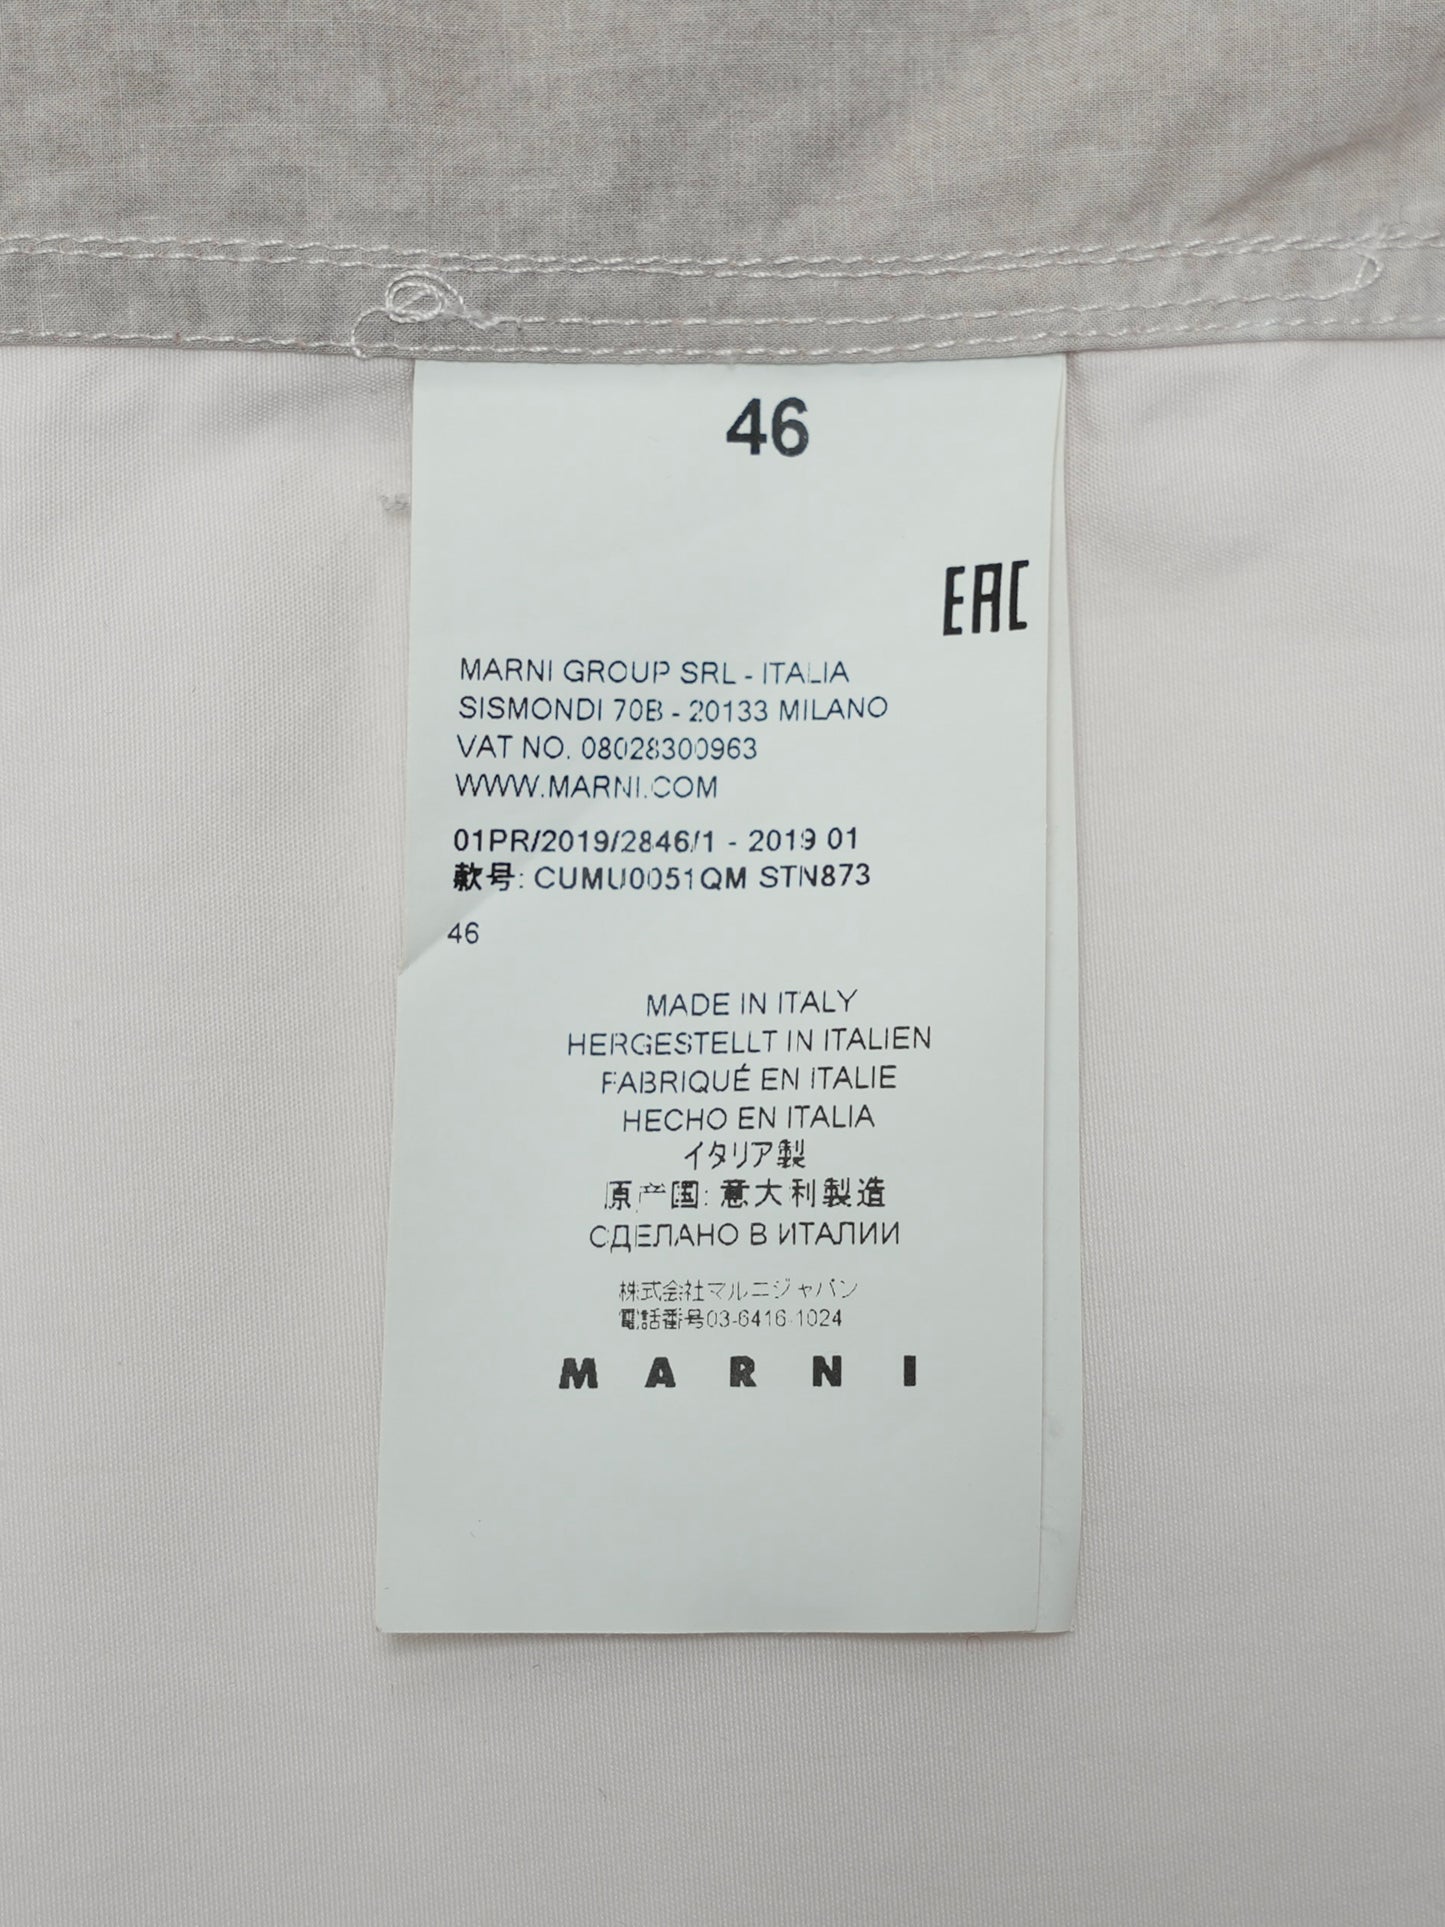 46
EAC
MARNI GROUP SRL - ITALIA
SISMONDI 70B - 20133 MILANO
VAT NO. 08028300963
WWW.MARNI.COM
01PR/2019/2846/1 - 2019 01
款号: CUMU0051QM STN873
46
MADE IN ITALY
HERGESTELLT IN ITALIEN
FABRIQUÉ EN ITALIE
HECHO EN ITALIA
イタリア製
原产国: 意大利製造
СДЕЛАНО В ИТАЛИИ
株式会社マルニジャパン
電話番号03-6416-1024
MARNI